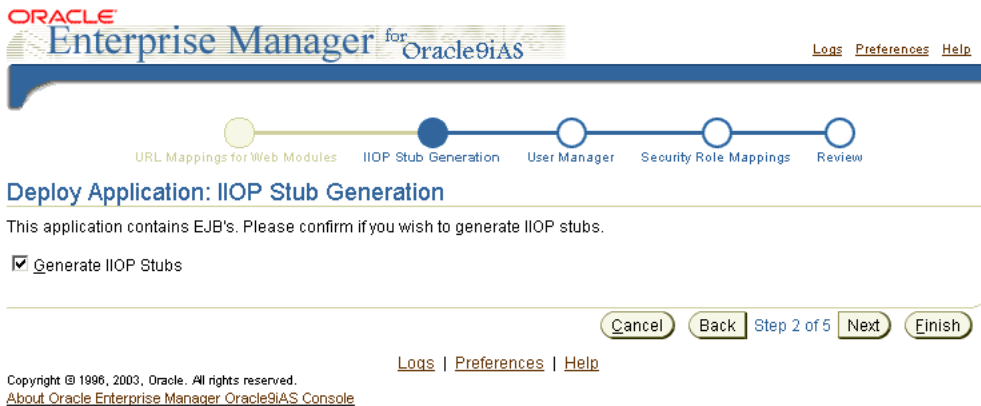 ORACLE
Enterprise Manager for Oracle9iAS
Logs Preferences Help
URL Mappings for Web Modules IIOP Stub Generation User Manager Security Role Mappings Review
Deploy Application: IIOP Stub Generation
This application contains EJB's. Please confirm if you wish to generate IIOP stubs.
Generate IIOP Stubs
Cancel Back Step 2 of 5 Next Finish
Logs | Preferences | Help
Copyright © 1996, 2003, Oracle. All rights reserved.
About Oracle Enterprise Manager Oracle9iAS Console